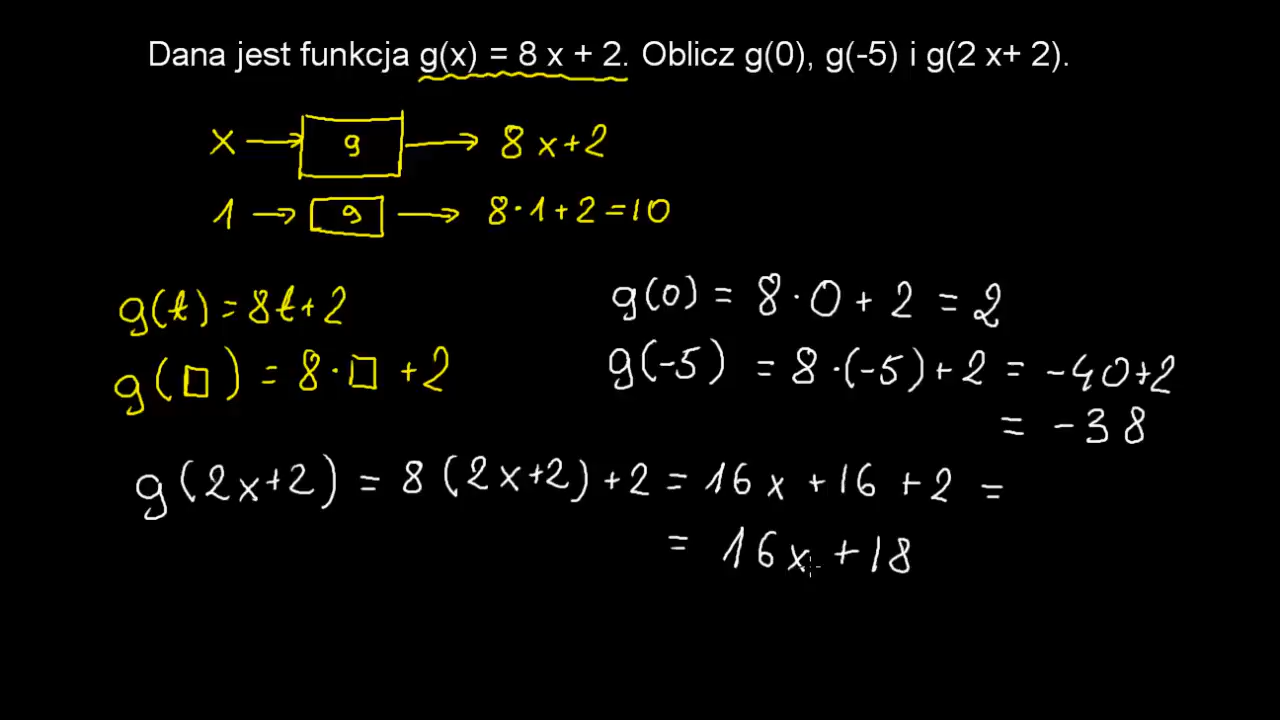 Dana jest funkcja g(x) = 8 x + 2. Oblicz g(0), g(-5) i g(2 x+ 2).
x → g → 8x+2
1 → g → 8·1+2=10
g(t) = 8t+2
g(□) = 8·□+2
g(0) = 8·0+2 = 2
g(-5) = 8·(-5)+2 = -40+2
= -38
g(2x+2) = 8(2x+2)+2 = 16x+16+2 =
= 16x+18